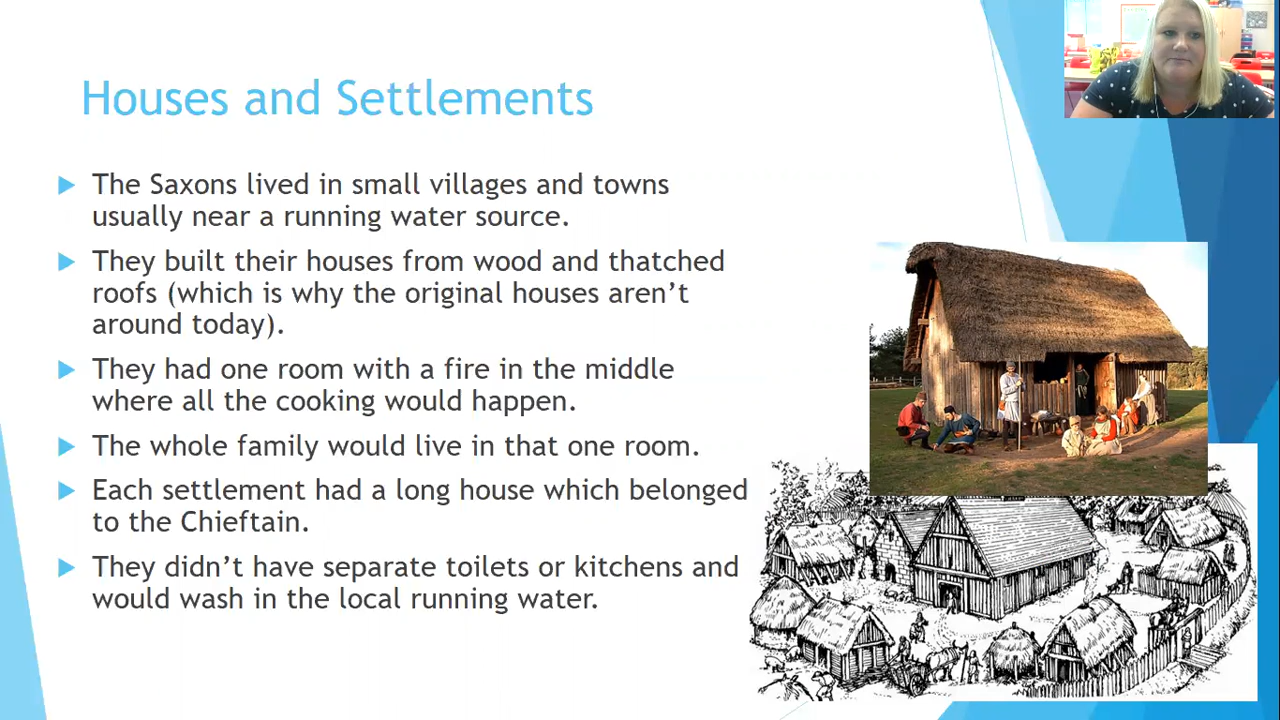 Houses and Settlements
The Saxons lived in small villages and towns
usually near a running water source.
They built their houses from wood and thatched
roofs (which is why the original houses aren't
around today).
They had one room with a fire in the middle
where all the cooking would happen.
The whole family would live in that one room.
Each settlement had a long house which belonged
to the Chieftain.
They didn't have separate toilets or kitchens and
would wash in the local running water.